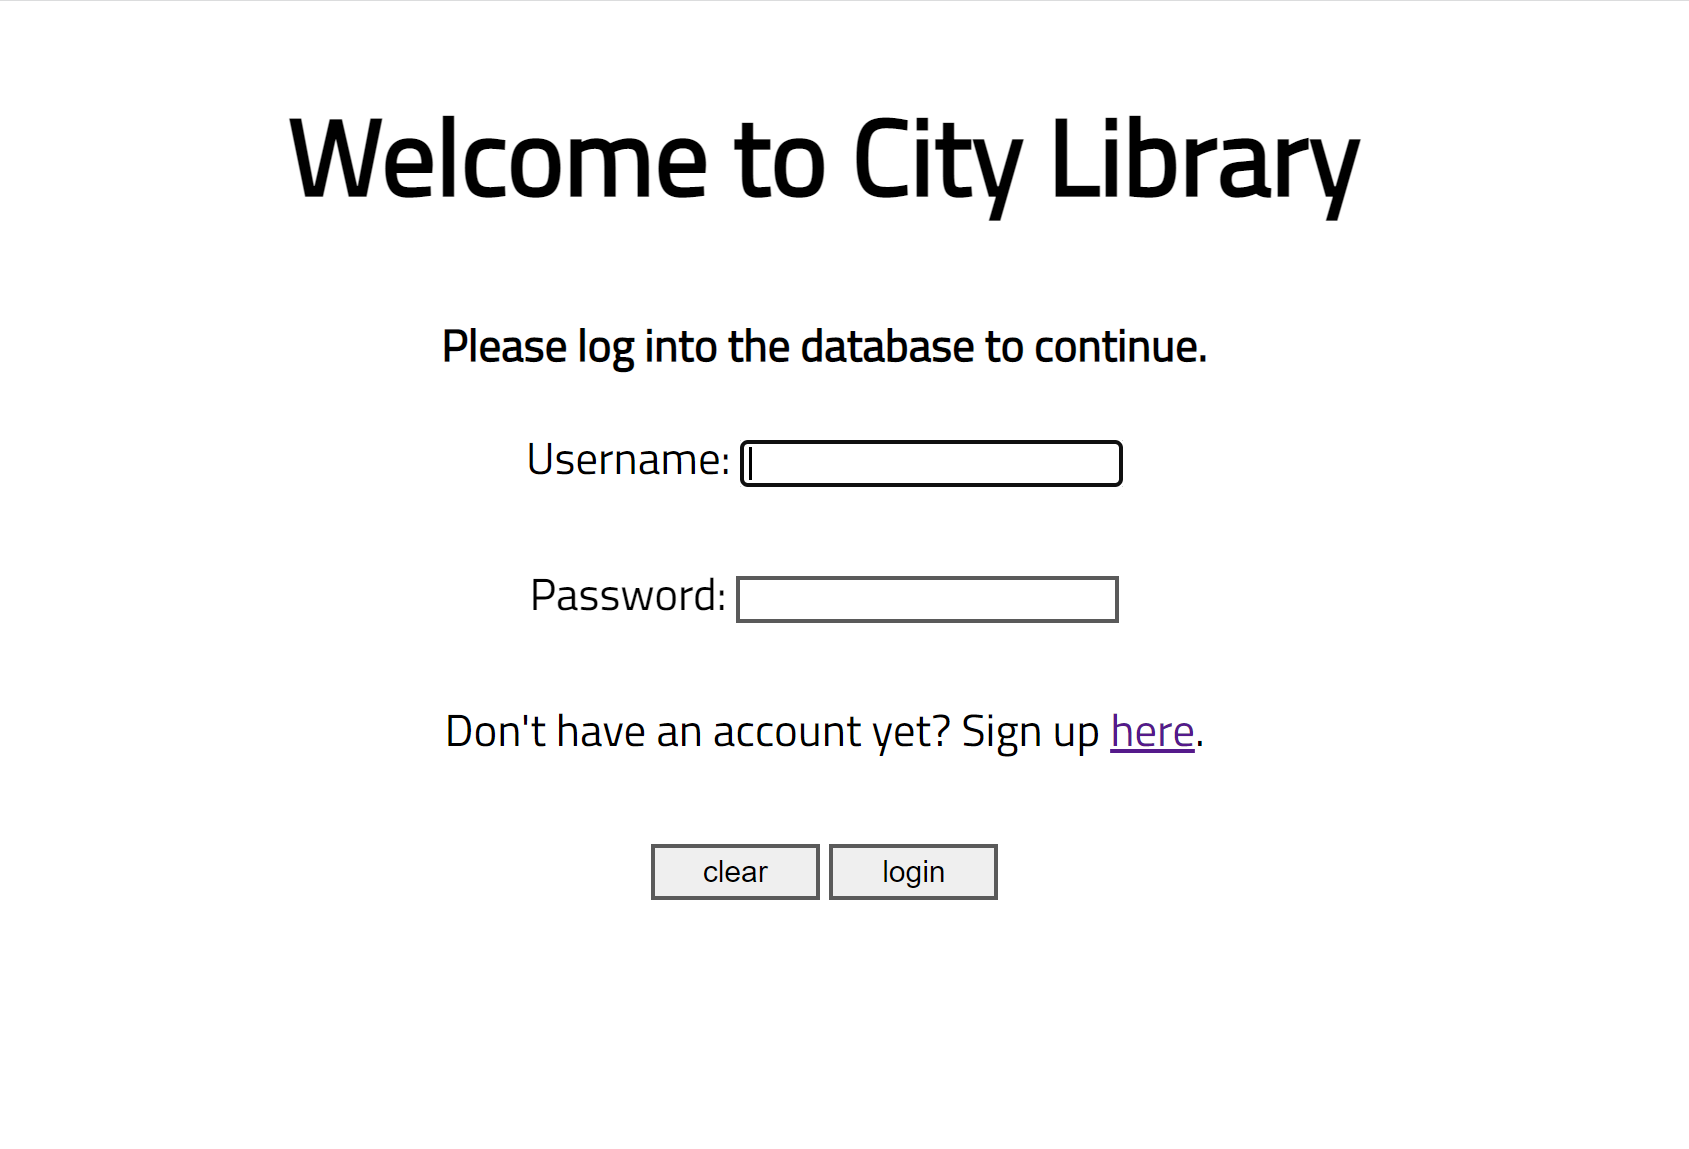 Welcome to City Library
Please log into the database to continue.
Username:
Password:
Don't have an account yet? Sign up here.
clear login